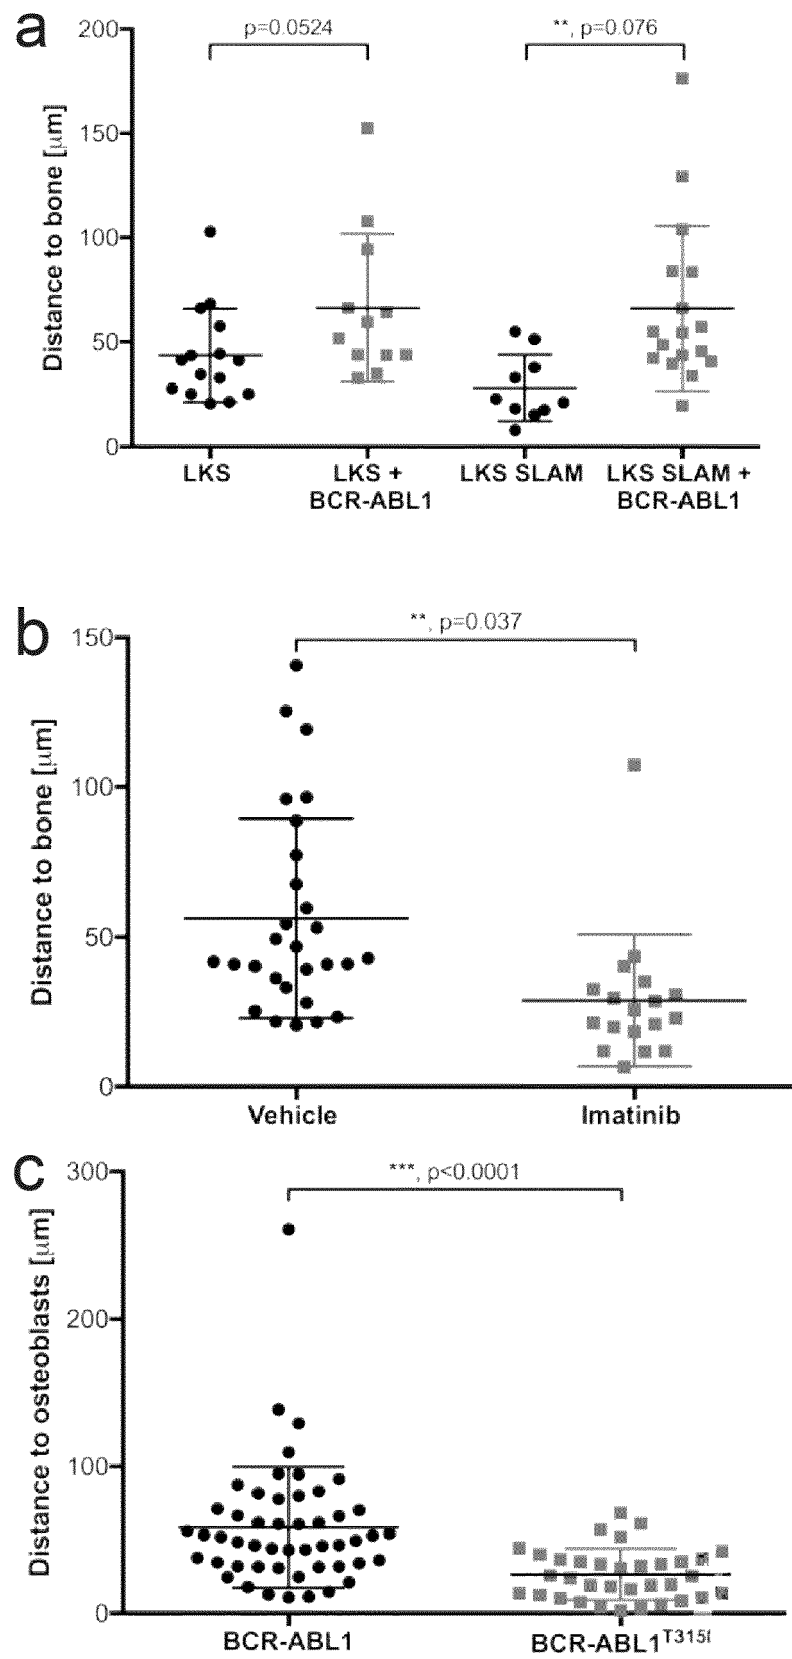 a
p=0.0524
**, p=0.076
Distance to bone [µm]
200
150
100
50
0
LKS
LKS +
BCR-ABL1
LKS SLAM
LKS SLAM +
BCR-ABL1
b
**, p=0.037
Distance to bone [µm]
150
100
50
0
Vehicle
Imatinib
c
***, p<0.0001
Distance to osteoblasts [µm]
300
200
100
0
BCR-ABL1
BCR-ABL1T315I